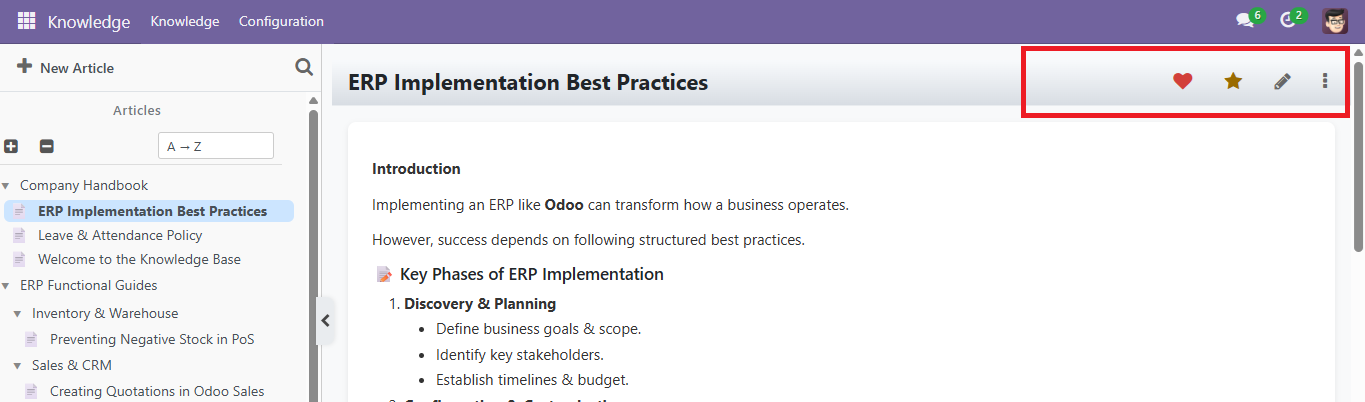 Knowledge Knowledge Configuration 6 2
New Article
Articles
A → Z
Company Handbook
ERP Implementation Best Practices
Leave & Attendance Policy
Welcome to the Knowledge Base
ERP Functional Guides
Inventory & Warehouse
Preventing Negative Stock in PoS
Sales & CRM
Creating Quotations in Odoo Sales
ERP Implementation Best Practices
Introduction
Implementing an ERP like Odoo can transform how a business operates.
However, success depends on following structured best practices.
Key Phases of ERP Implementation
1. Discovery & Planning
• Define business goals & scope.
• Identify key stakeholders.
• Establish timelines & budget.